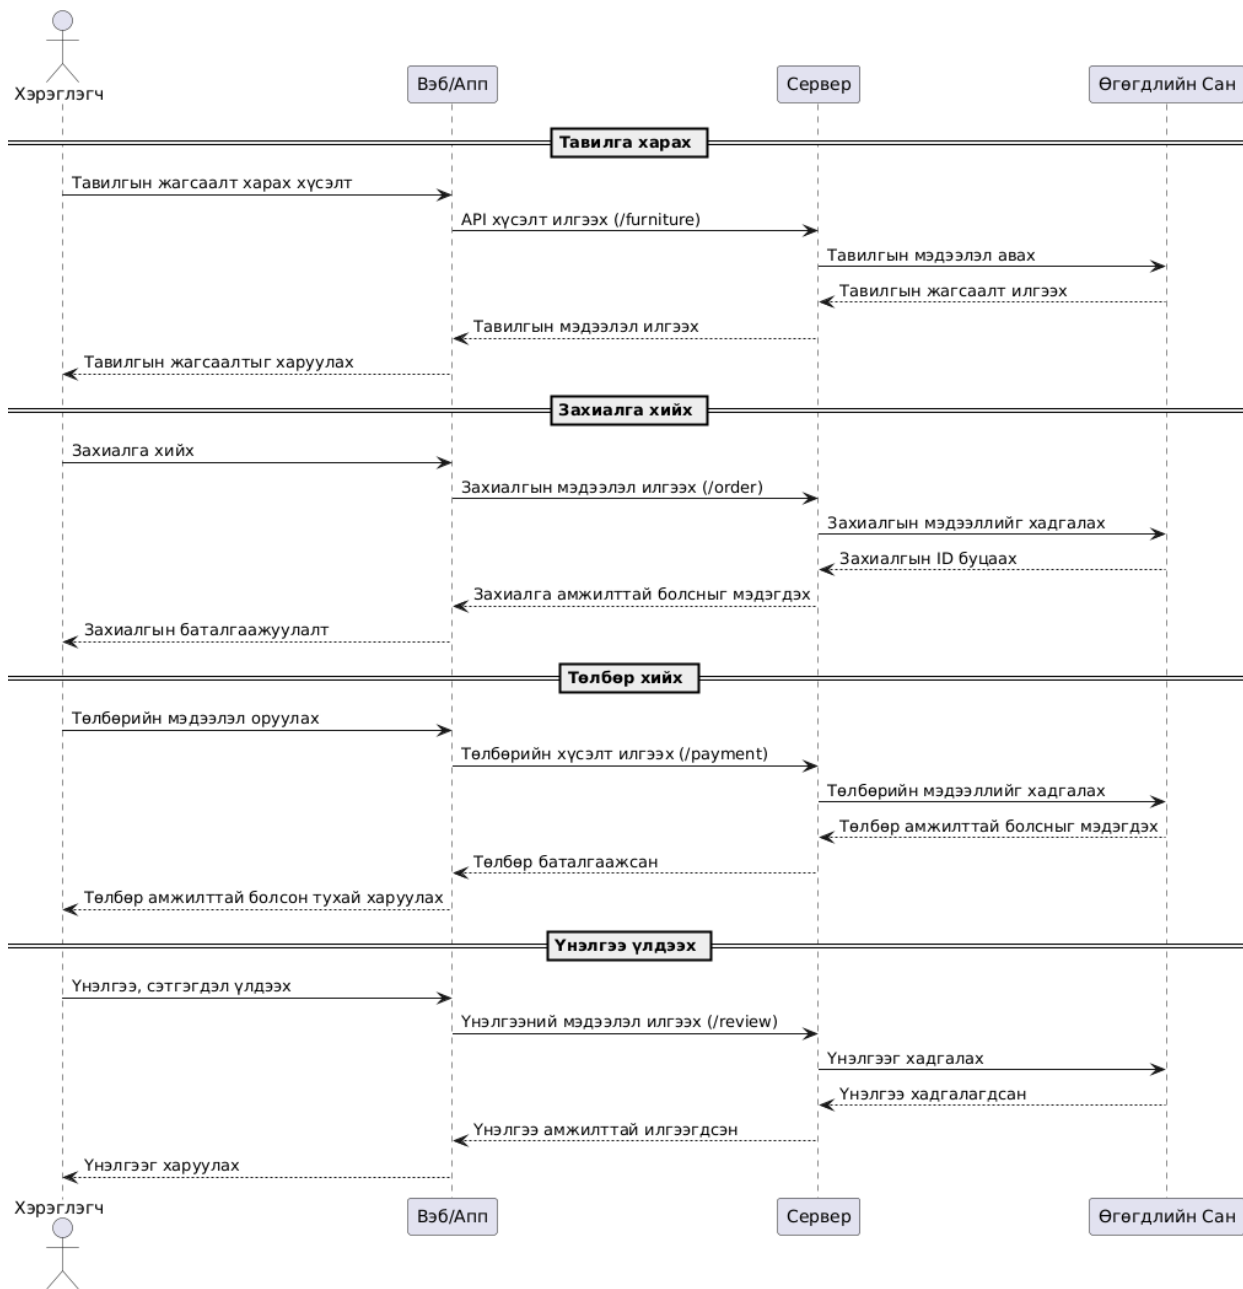 Хэрэглэгч
Вэб/Апп
Сервер
Өгөгдлийн Сан
Тавилга харах
Тавилгын жагсаалт харах хүсэлт
API хүсэлт илгээх (/furniture)
Тавилгын мэдээлэл авах
Тавилгын жагсаалт илгээх
Тавилгын мэдээлэл илгээх
Тавилгын жагсаалтыг харуулах
Захиалга хийх
Захиалга хийх
Захиалгын мэдээлэл илгээх (/order)
Захиалгын мэдээллийг хадгалах
Захиалгын ID буцаах
Захиалга амжилттай болсныг мэдэгдэх
Захиалгын баталгаажуулалт
Төлбөр хийх
Төлбөрийн мэдээлэл оруулах
Төлбөрийн хүсэлт илгээх (/payment)
Төлбөрийн мэдээллийг хадгалах
Төлбөр амжилттай болсныг мэдэгдэх
Төлбөр баталгаажсан
Төлбөр амжилттай болсон тухай харуулах
Үнэлгээ үлдээх
Үнэлгээ, сэтгэгдэл үлдээх
Үнэлгээний мэдээлэл илгээх (/review)
Үнэлгээг хадгалах
Үнэлгээ хадгалагдсан
Үнэлгээ амжилттай илгээгдсэн
Үнэлгээг харуулах
Хэрэглэгч
Вэб/Апп
Сервер
Өгөгдлийн Сан